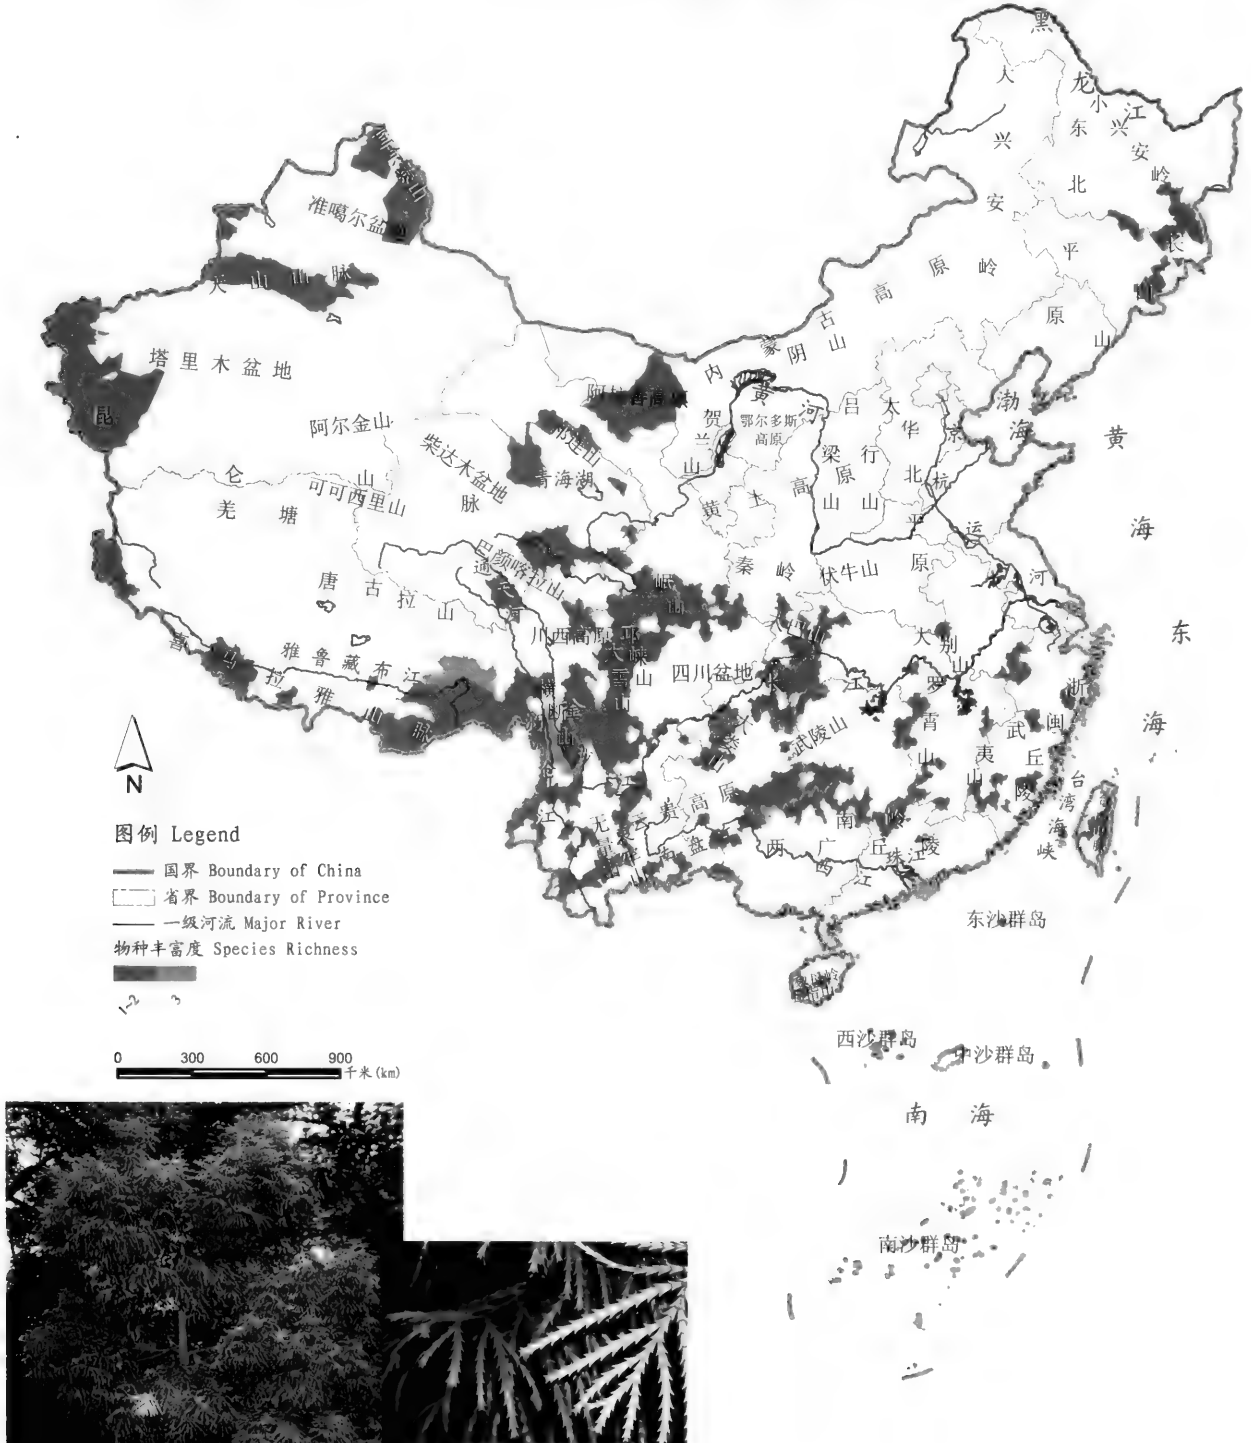 黑
龙
江
大
兴
安
岭
小
兴
安
岭
东
北
平
原
长
山
山
准噶尔盆
天山山脉
塔里木盆地
昆
仑
山
脉
阿尔金山
柴达木盆地
可可西里山
羌塘
青海湖
祁连山
阿拉善高原
内蒙古高原
阴山
贺
兰
山
黄
河
鄂尔多斯
高原
吕
梁
山
太
行
山
华
北
平
原
京
杭
运
河
渤
海
黄
海
东
海
黄土高原
秦岭
伏牛山
巴颜喀拉山
通天河
唐古拉山
岷
山
川西高原
邛
崃
山
大
雪
山
四川盆地
大巴山
长江
大
别
山
喜马拉雅山脉
雅鲁藏布江
横
断
山
武陵山
罗
霄
山
武
夷
山
浙
闽
丘
陵
云贵高原
无
量
山
南岭
南盘
两广丘陵
西江
珠江
台
湾
海
峡
东沙群岛
西沙群岛
中沙群岛
南海
南沙群岛
N
图例 Legend
国界 Boundary of China
省界 Boundary of Province
一级河流 Major River
物种丰富度 Species Richness
1-2
3
0 300 600 900
千米(km)